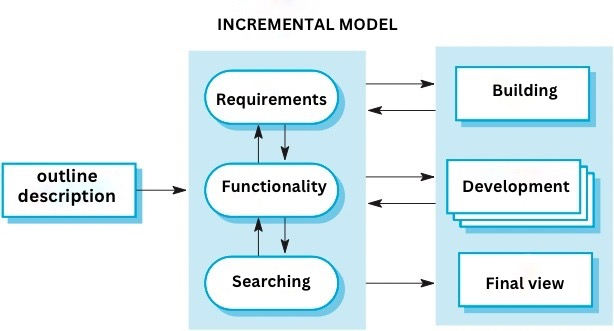 INCREMENTAL MODEL
outline
description
Requirements
Functionality
Searching
Building
Development
Final view